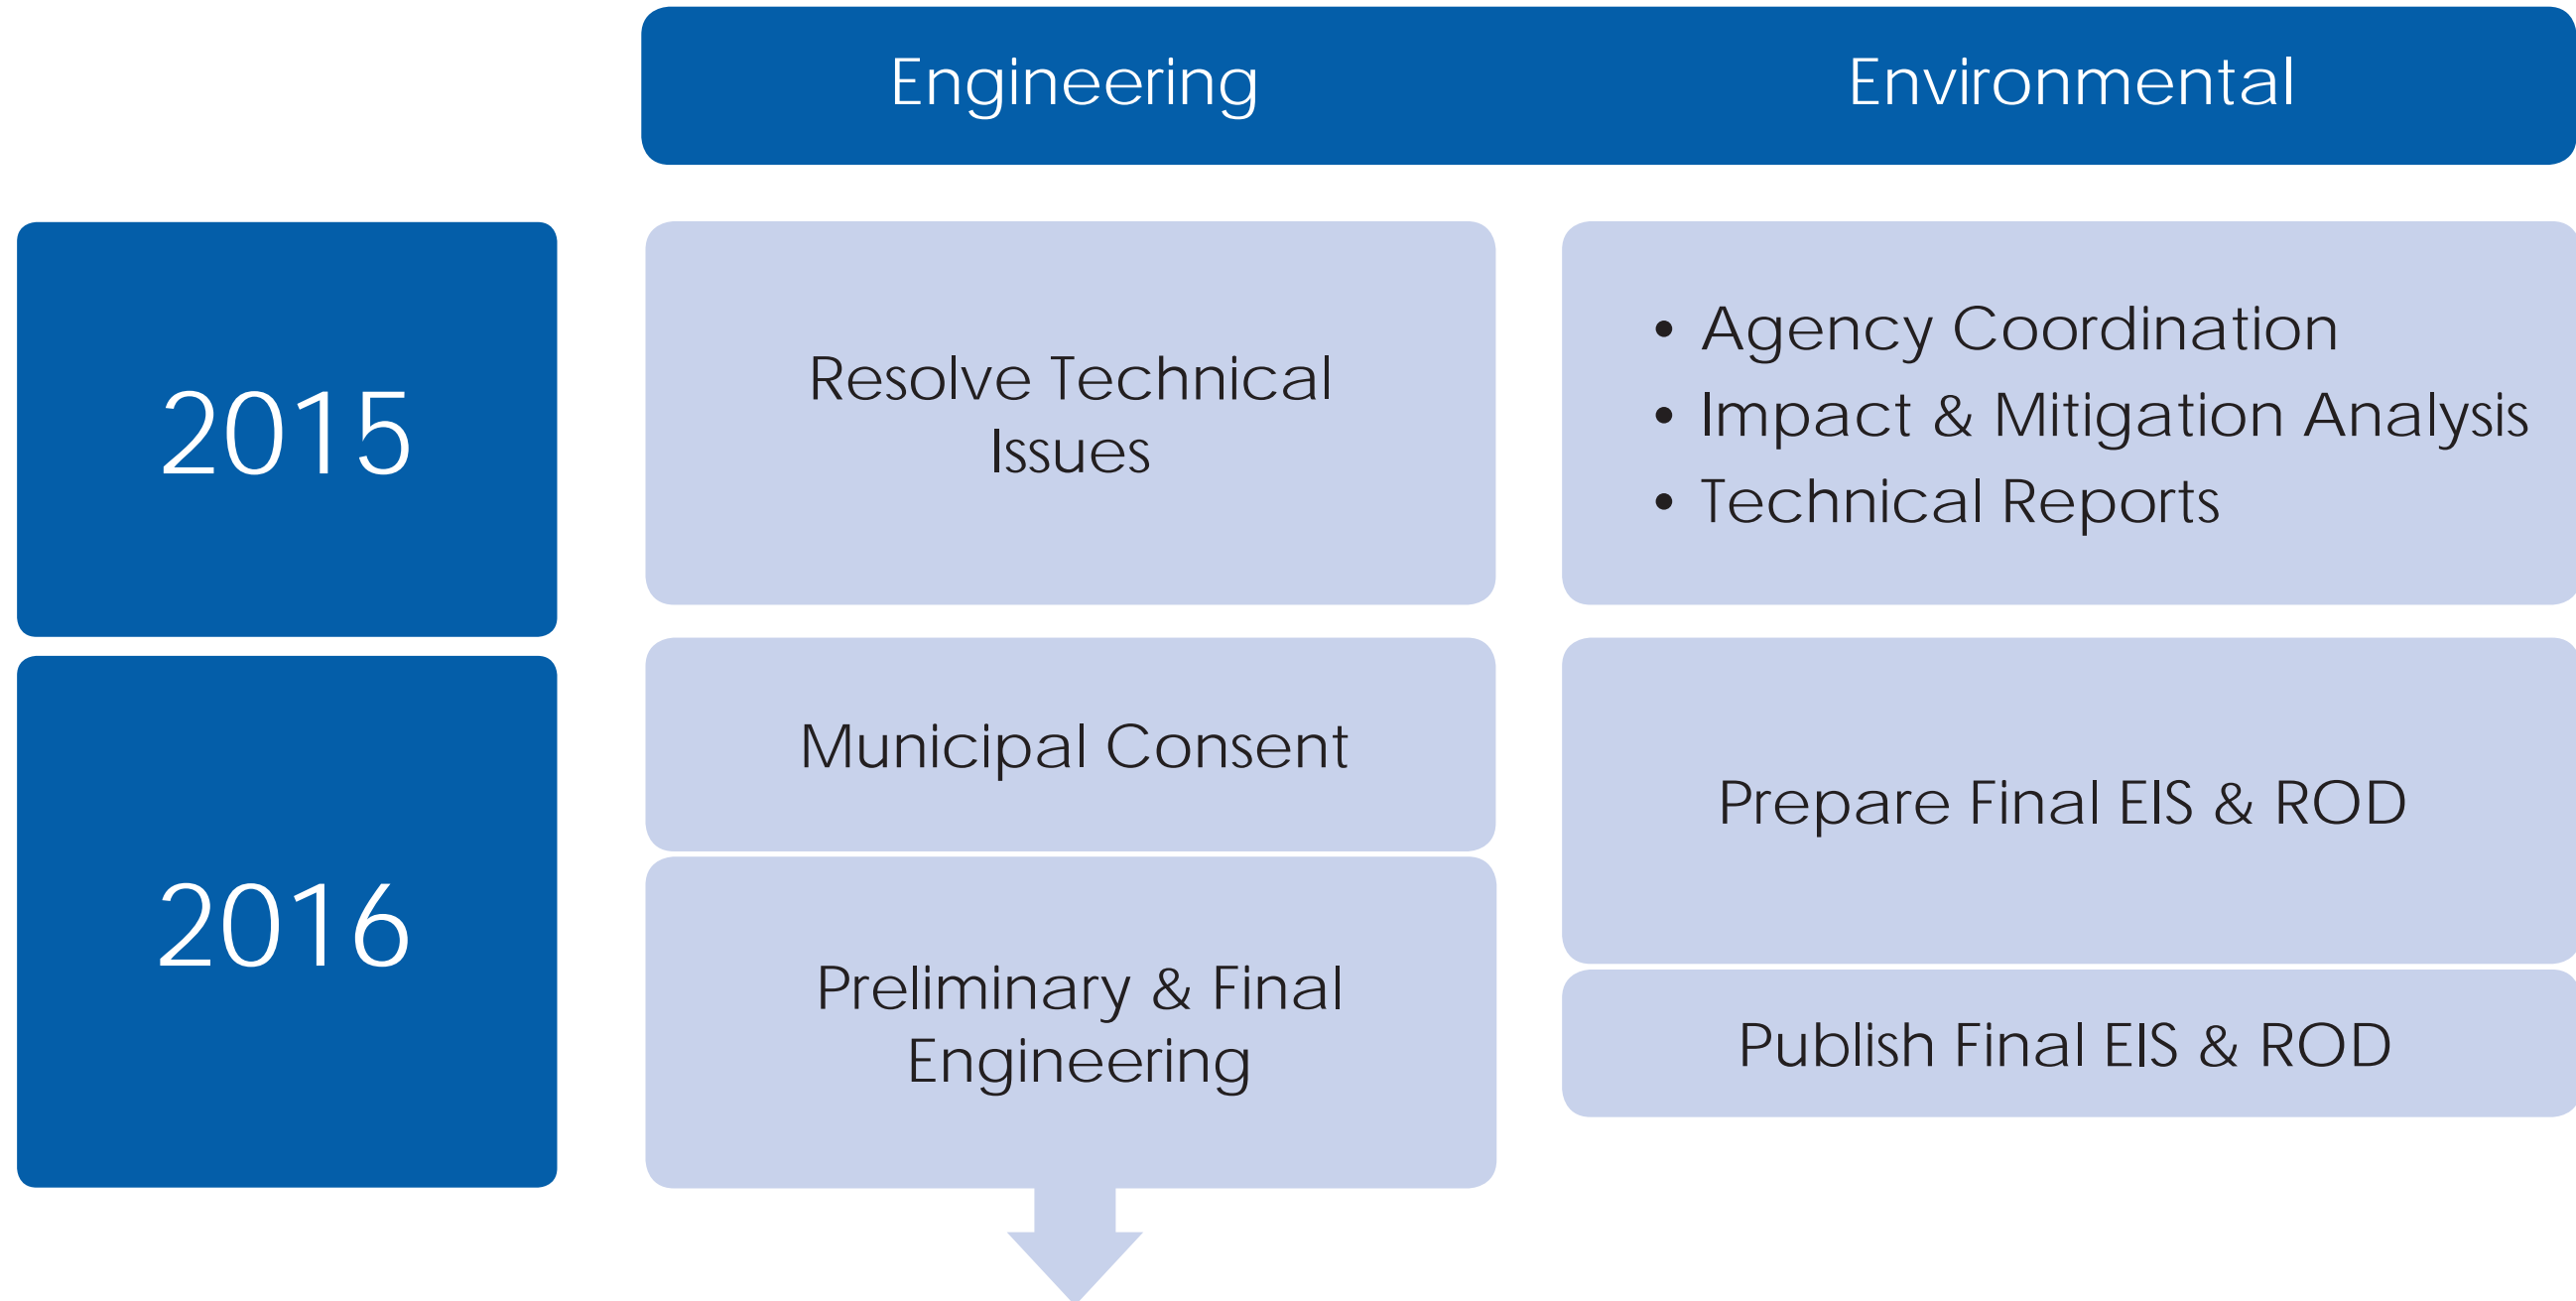 Engineering
Environmental
2015
Resolve Technical
Issues
• Agency Coordination
• Impact & Mitigation Analysis
• Technical Reports
2016
Municipal Consent
Preliminary & Final
Engineering
Prepare Final EIS & ROD
Publish Final EIS & ROD